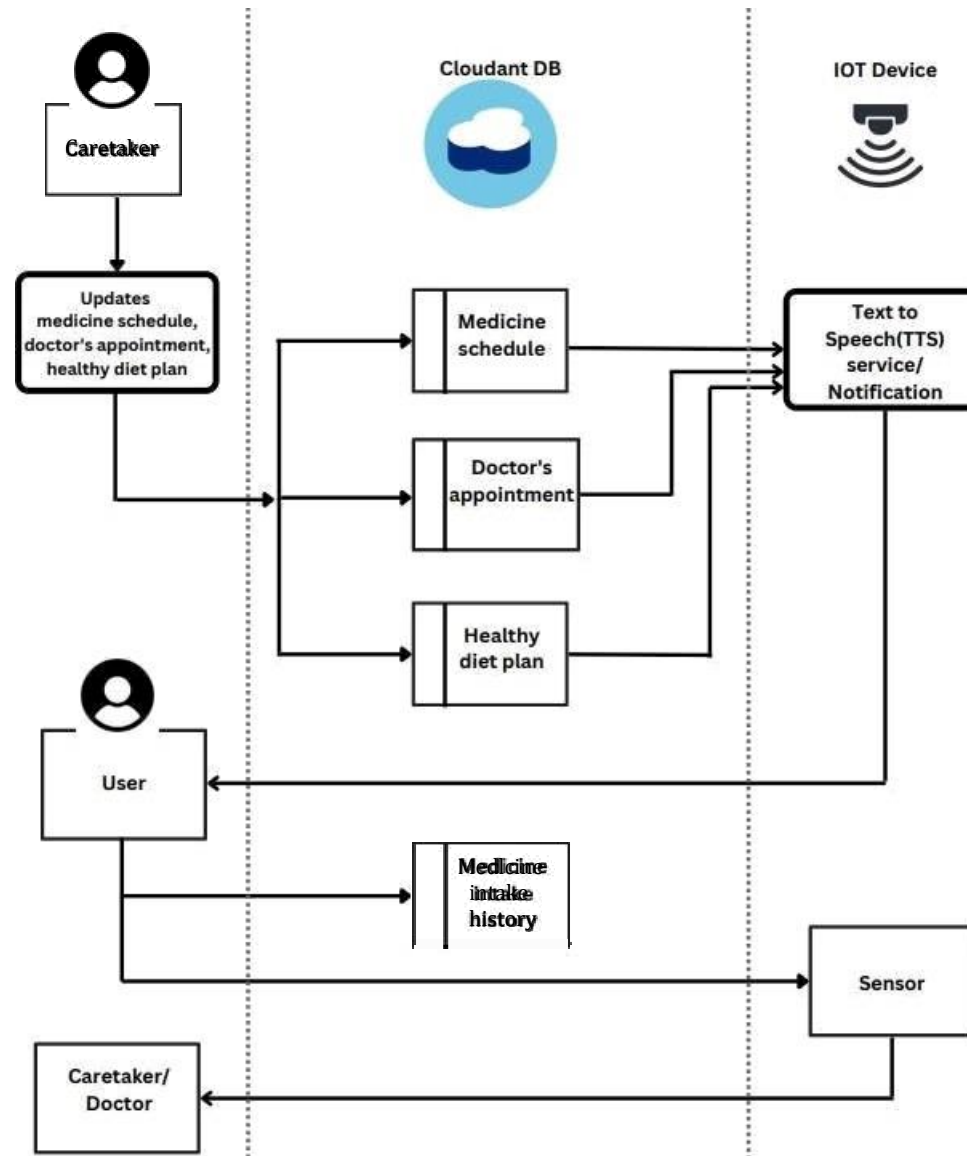 Cloudant DB
IOT Device
Caretaker
Updates
medicine schedule,
doctor's appointment,
healthy diet plan
Medicine
schedule
Text to
Speech(TTS)
service/
Notification
Doctor's
appointment
Healthy
diet plan
User
Medicine
intake
history
Sensor
Caretaker/
Doctor